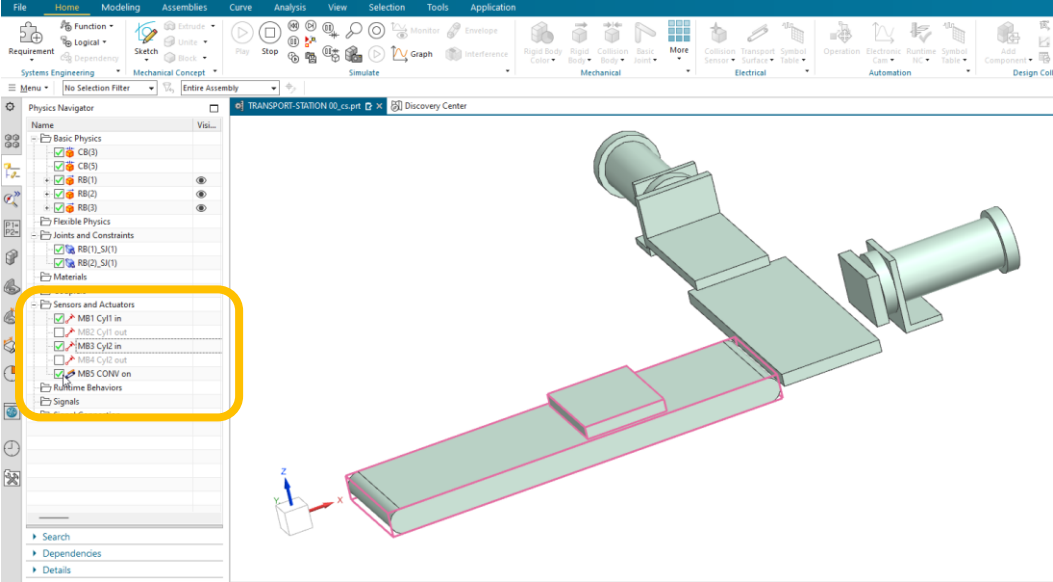 File Home Modeling Assemblies Curve Analysis View Selection Tools Application
Requirement
Function
Logical
Dependency
Systems Engineering
Sketch
Extrude
Unite
Block
Mechanical Concept
Play
Stop
Monitor
Graph
Envelope
Interference
Simulate
Rigid Body Color
Rigid Body
Collision Body
Basic Joint
More
Mechanical
Collision Sensor
Transport Surface
Symbol Table
Electrical
Operation
Electronic Cam
Runtime NC
Symbol Table
Automation
Add Component
Design Col
Menu
No Selection Filter
Entire Assembly
Physics Navigator
TRANSPORT-STATION 00_cs.prt
Discovery Center
Name Visi...
Basic Physics
CB(3)
CB(5)
RB(1)
RB(2)
RB(3)
Flexible Physics
Joints and Constraints
RB(1)_SJ(1)
RB(2)_SJ(1)
Materials
Sensors and Actuators
MB1 Cyl1 in
MB2 Cyl1 out
MB3 Cyl2 in
MB4 Cyl2 out
MB5 CONV on
Runtime Behaviors
Signals
Search
Dependencies
Details
Z
Y
X
P1=
P2=